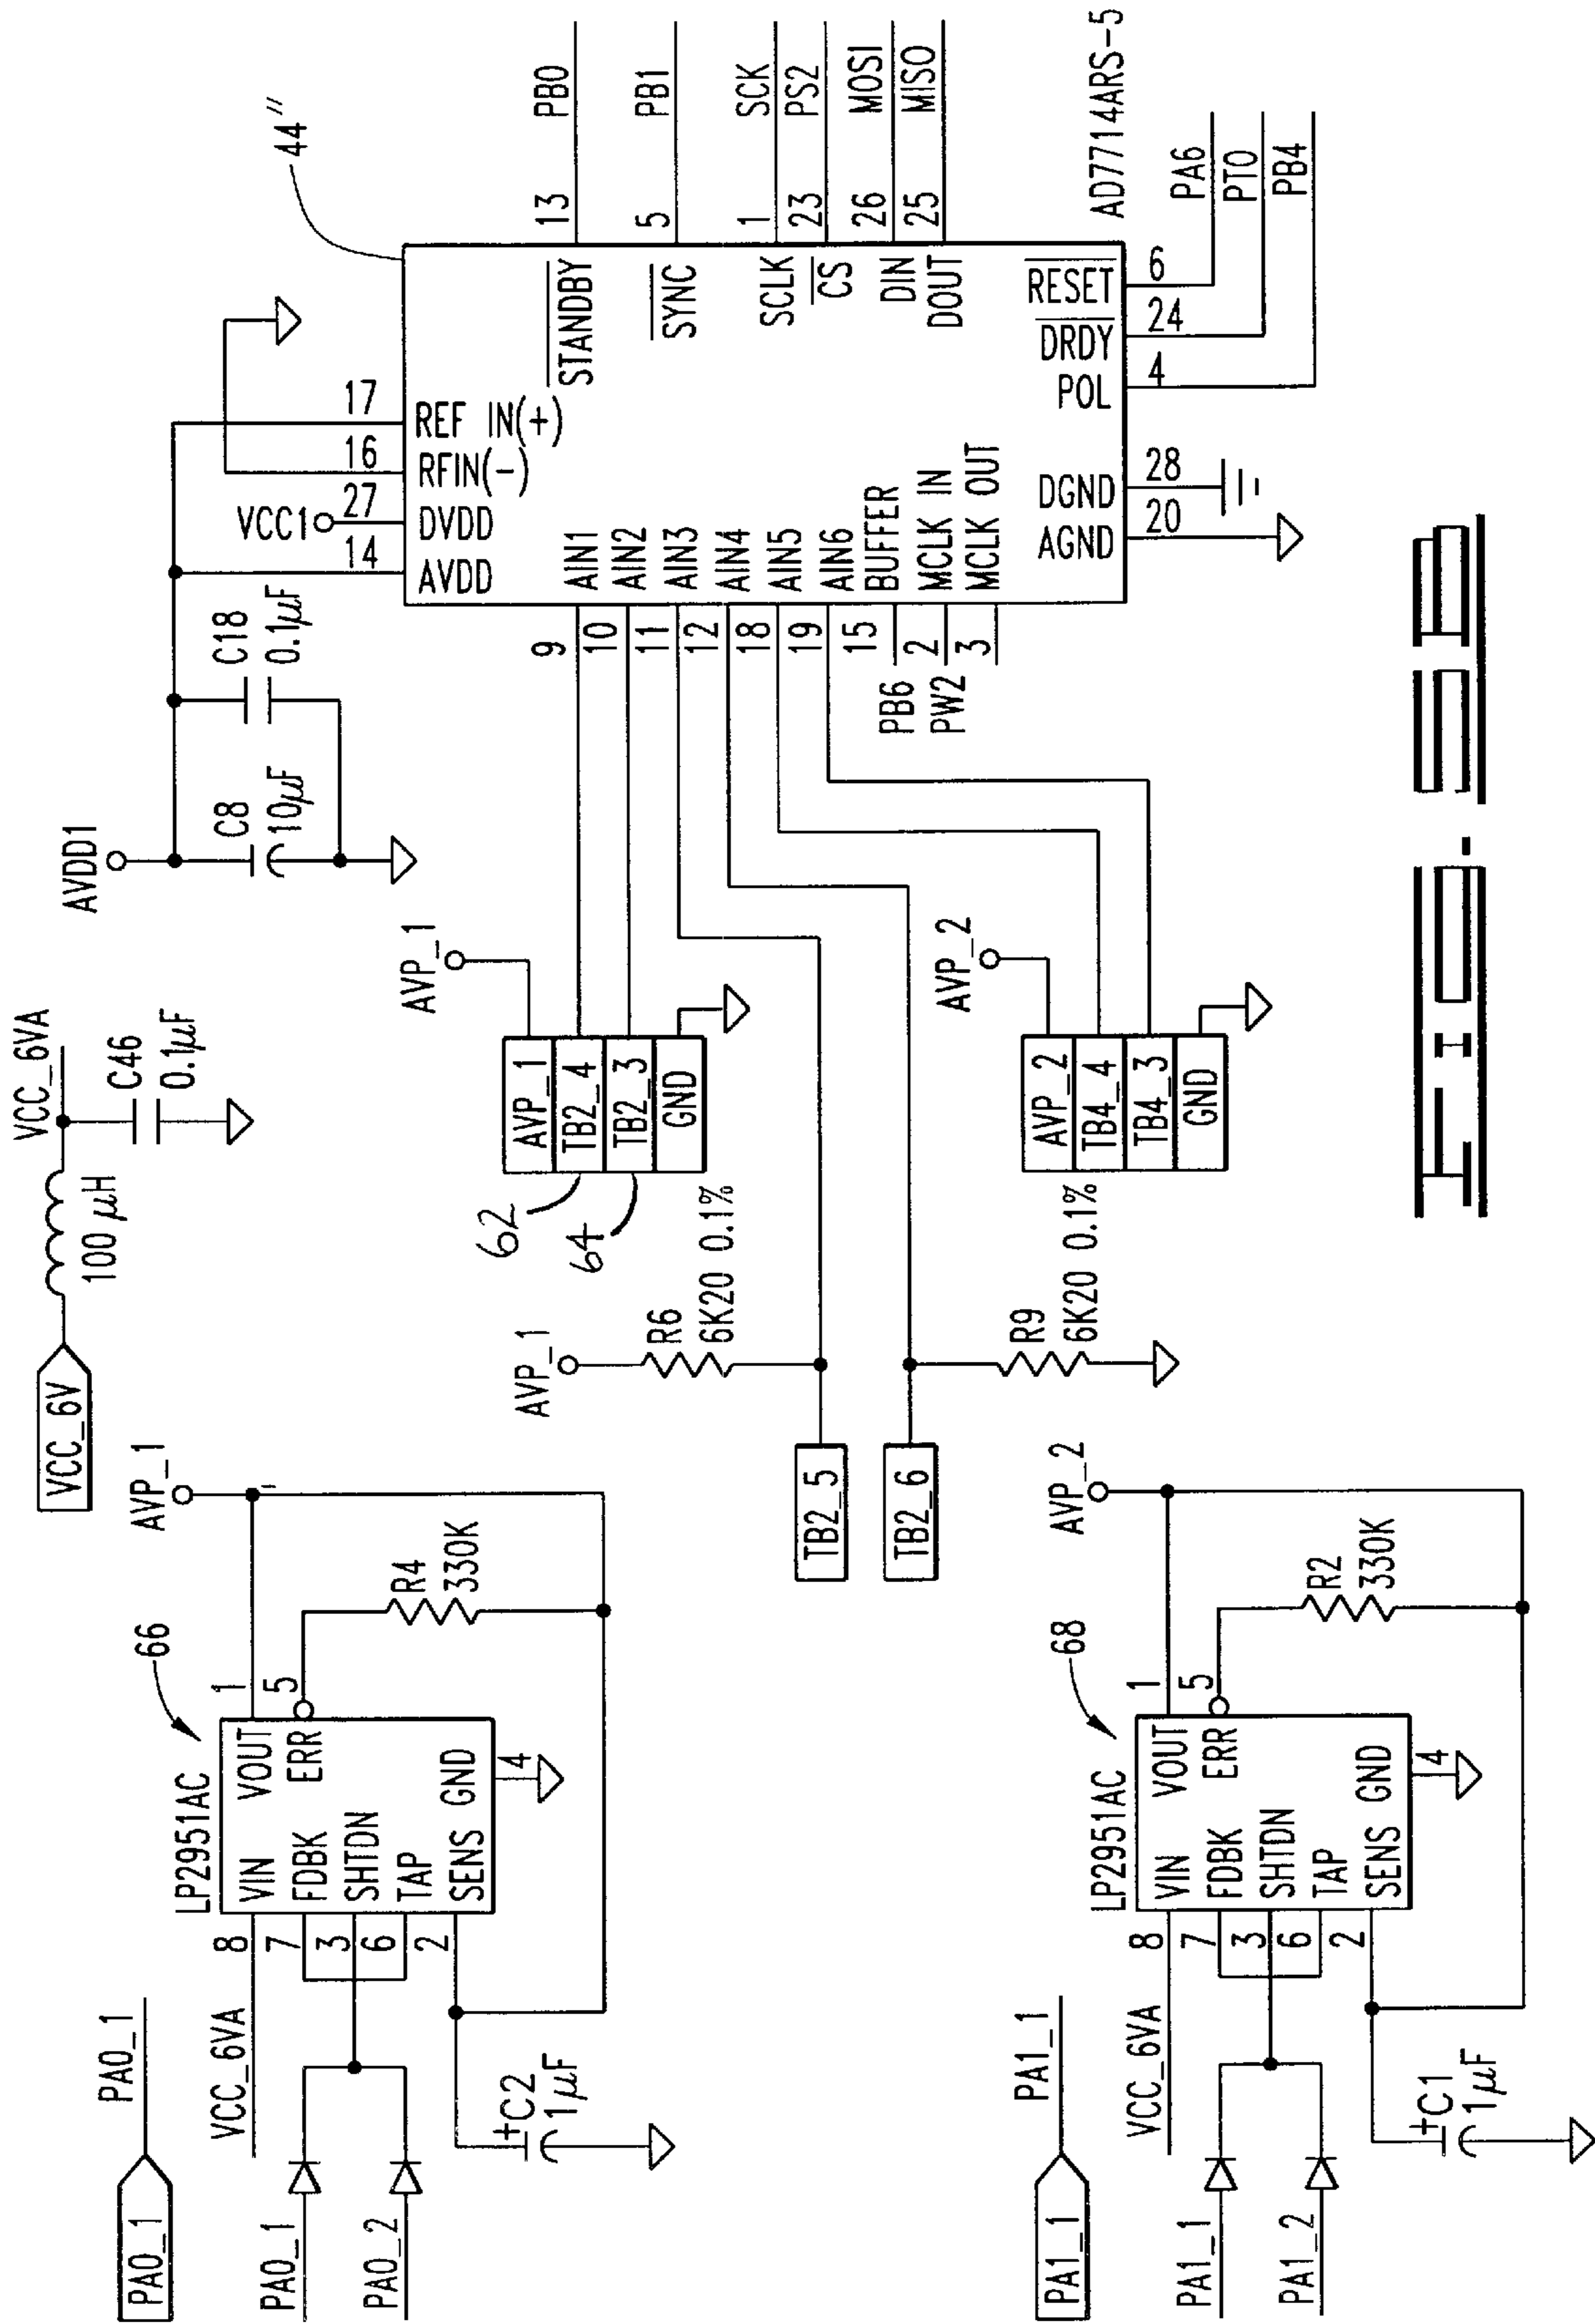 PA0_1
PA0_1
VCC_6VA
PA0_1
PA0_2
8
7
3
6
2
LP2951AC
66
VIN
FDBK
SHTDN
TAP
SENS
VOUT
ERR
GND
1
5
4
+C2
1µF
R4
330K
AVP_1
VCC_6V
100 µH
VCC_6VA
C46
0.1µF
AVDD1
C8
10µF
C18
0.1µF
AVP_1
R6
6K20 0.1%
TB2_5
TB2_6
R9
6K20 0.1%
62
64
AVP_1
TB2_4
TB2_3
GND
AVP_1
AVP_2
TB4_4
TB4_3
GND
AVP_2
PA1_1
PA1_1
VCC_6VA
PA1_1
PA1_2
8
7
3
6
2
LP2951AC
68
VIN
FDBK
SHTDN
TAP
SENS
VOUT
ERR
GND
1
5
4
+C1
1µF
R2
330K
AVP_2
44"
14
27
16
17
VCC1
AVDD
DVDD
RFIN(-)
REF IN(+)
9
10
11
12
18
19
15
2
3
PB6
PW2
AIN1
AIN2
AIN3
AIN4
AIN5
AIN6
BUFFER
MCLK IN
MCLK OUT
STANDBY
SYNC
SCLK
CS
DIN
DOUT
13
5
1
23
26
25
PB0
PB1
SCK
PS2
MOSI
MISO
AGND
DGND
POL
DRDY
RESET
20
28
4
24
6
AD7714ARS-5
PA6
PT0
PB4